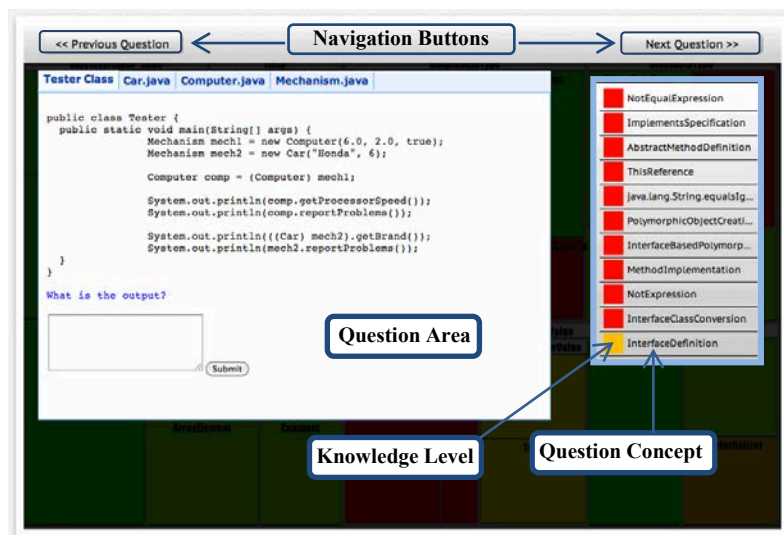 << Previous Question
Navigation Buttons
Next Question >>
Tester Class Car.java Computer.java Mechanism.java
public class Tester {
public static void main(String[] args) {
Mechanism mech1 = new Computer(6.0, 2.0, true);
Mechanism mech2 = new Car("Honda", 6);
Computer comp = (Computer) mech1;
System.out.println(comp.getProcessorSpeed());
System.out.println(comp.reportProblems());
System.out.println(((Car) mech2).getBrand());
System.out.println(mech2.reportProblems());
}
}
What is the output?
Submit
Question Area
NotEqualExpression
ImplementsSpecification
AbstractMethodDefinition
ThisReference
java.lang.String.equalsIg...
PolymorphicObjectCreati...
InterfaceBasedPolymorp...
MethodImplementation
NotExpression
InterfaceClassConversion
InterfaceDefinition
ArrayElement
Constant
Knowledge Level
Question Concept